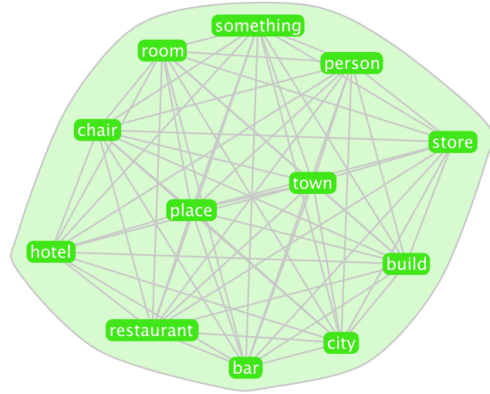 something
room
person
chair
store
town
place
hotel
build
restaurant
city
bar